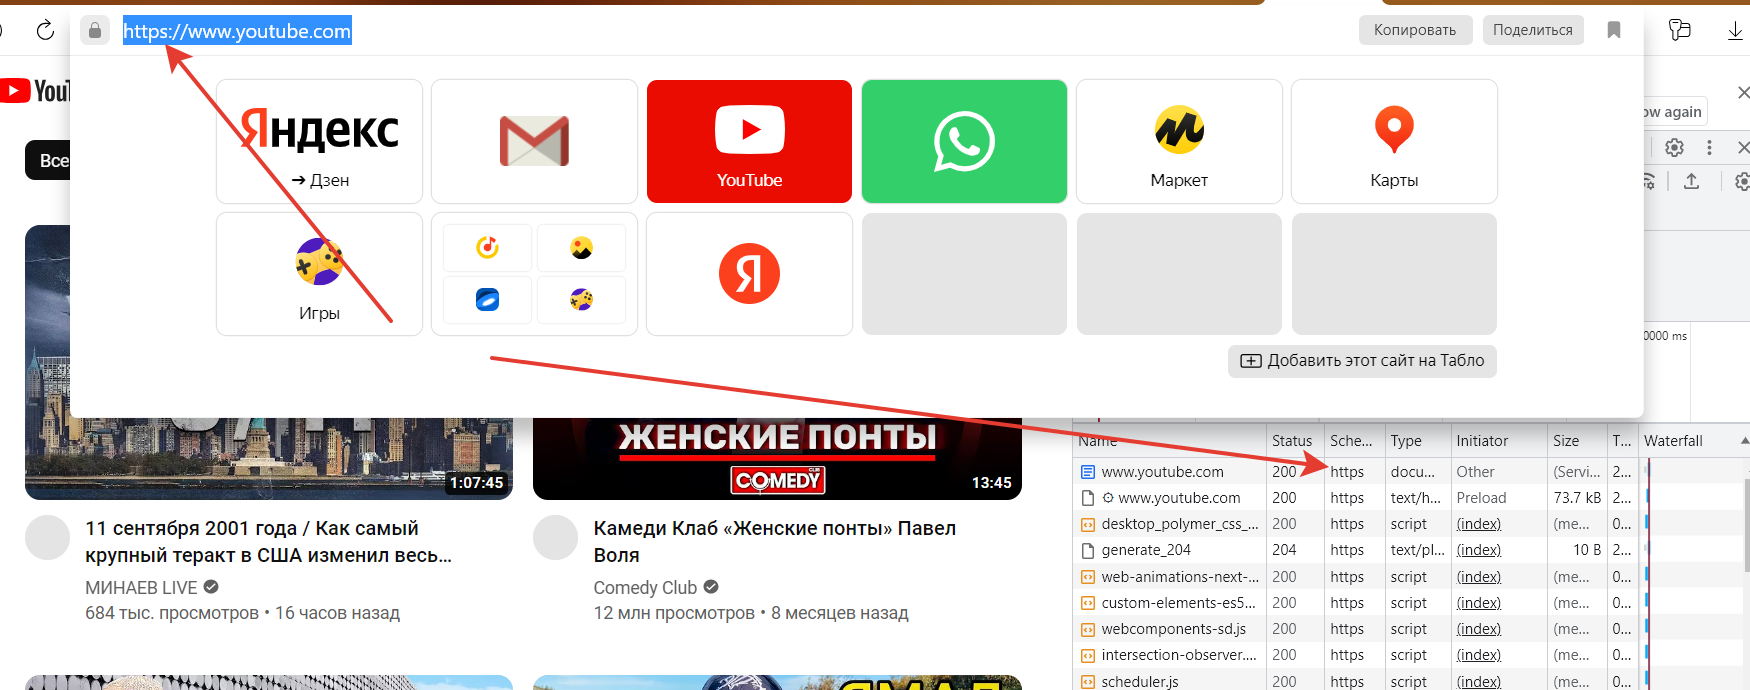 https://www.youtube.com
Копировать
Поделиться
YouT
ow again
Все
Яндекс
→ Дзен
YouTube
Маркет
Карты
Игры
Я
Добавить этот сайт на Табло
0000 ms
1:07:45
ЖЕНСКИЕ ПОНТЫ
COMEDY CLUB
13:45
11 сентября 2001 года / Как самый
крупный теракт в США изменил весь...
МИНАЕВ LIVE
684 тыс. просмотров • 16 часов назад
Камеди Клаб «Женские понты» Павел
Воля
Comedy Club
12 млн просмотров • 8 месяцев назад
Name Status Sche... Type Initiator Size T... Waterfall
www.youtube.com 200 https docu... Other (Servi... 2...
www.youtube.com 200 https text/h... Preload 73.7 kB 2...
desktop_polymer_css_... 200 https script (index) (me... 0...
generate_204 204 https text/pl... (index) 10 B 2...
web-animations-next-... 200 https script (index) (me... 0...
custom-elements-es5... 200 https script (index) (me... 0...
webcomponents-sd.js 200 https script (index) (me... 0...
intersection-observer.... 200 https script (index) (me... 0...
scheduler.js 200 https script (index) (me... 0...